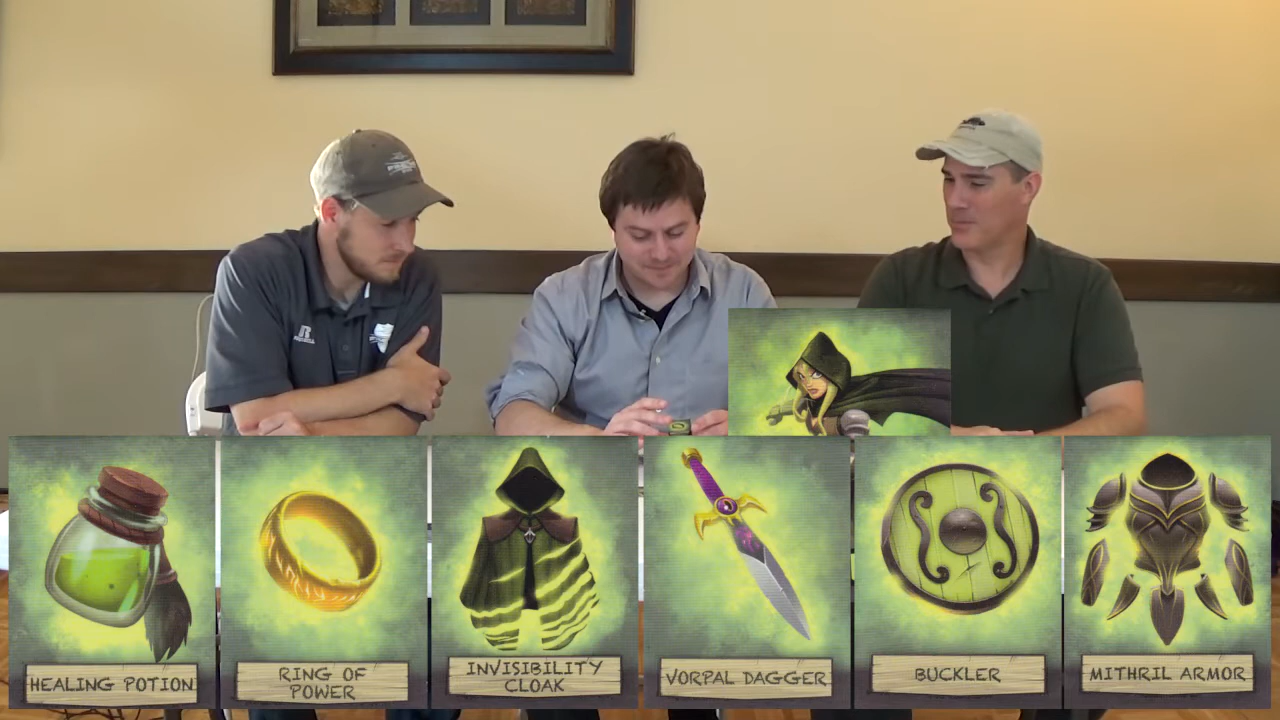 HEALING POTION
RING OF
POWER
INVISIBILITY
CLOAK
VORPAL DAGGER
BUCKLER
MITHRIL ARMOR